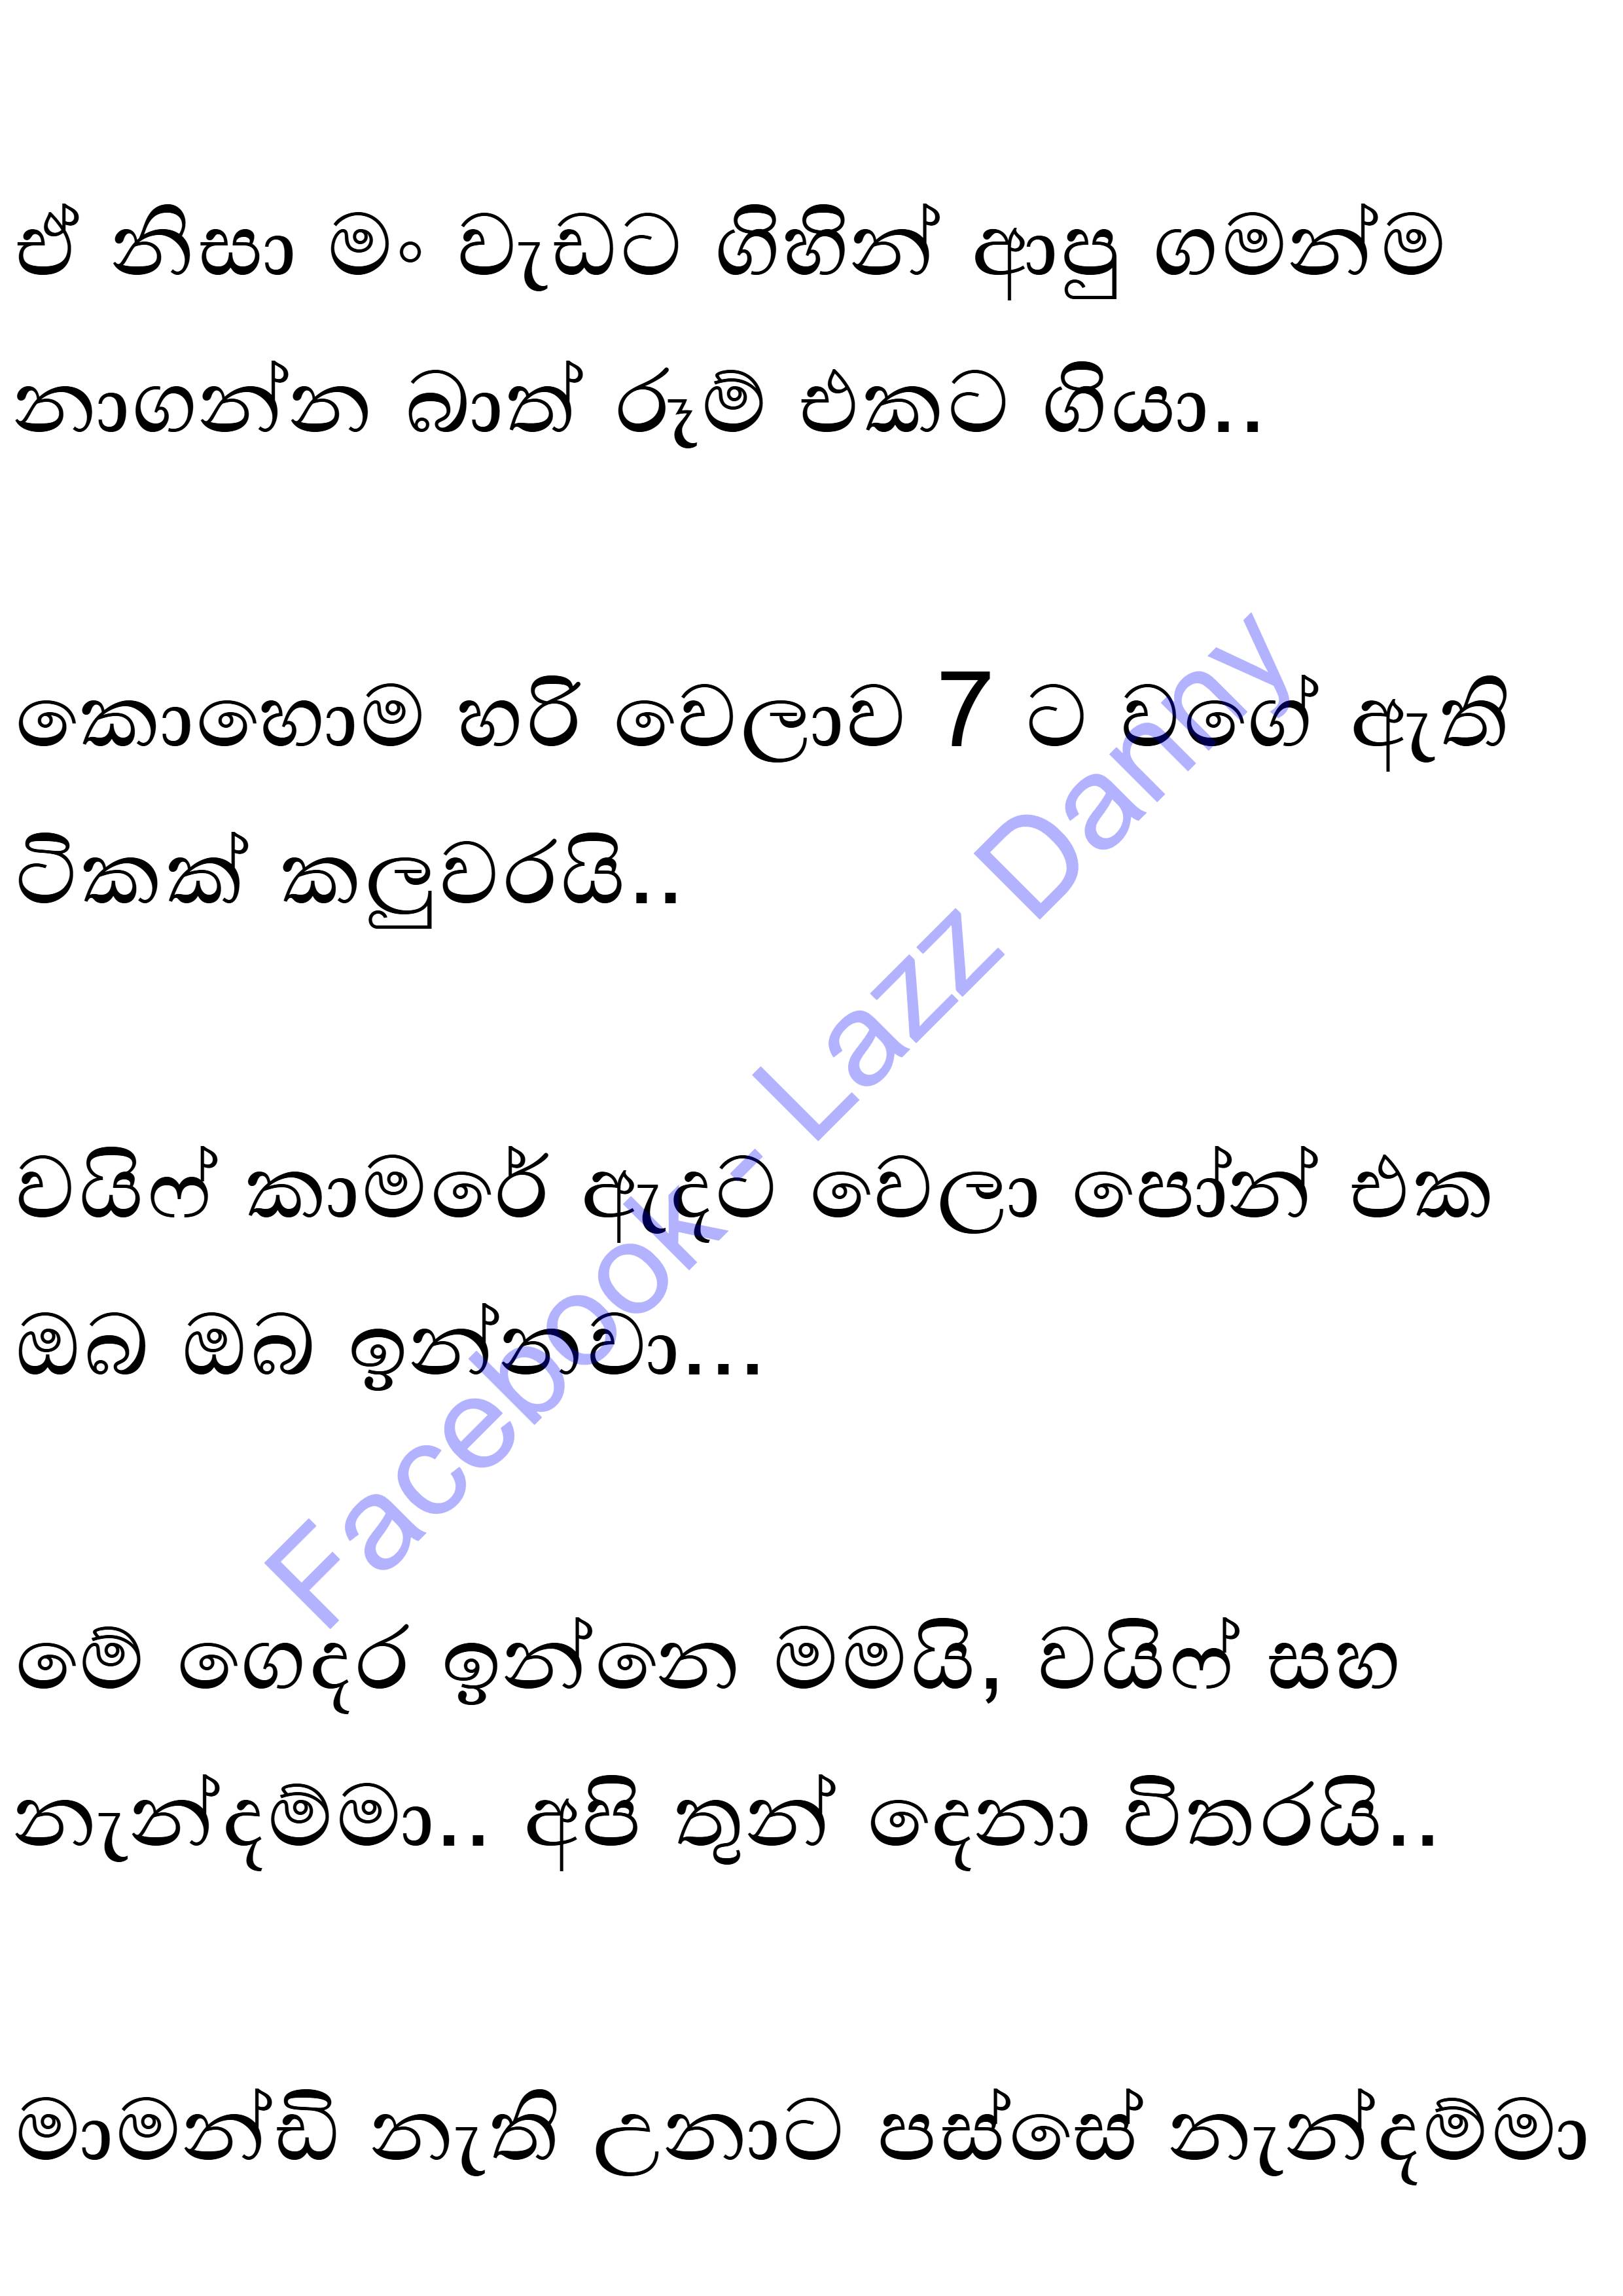 ඒ නිසා මං වැඩට ගිහින් ආපු ගමන්ම
නාගන්න බාත් රූම් එකට ගියා..
කොහොම හරි වෙලාව 7 ට වගේ ඇති
ටිකක් කලුවරයි..
වයිෆ් කාමරේ ඇදට වෙලා පෝන් එක
ඔබ ඔබ ඉන්නවා...
මේ ගෙදර ඉන්නෙ මමයි, වයිෆ් සහ
නැන්දම්මා.. අපි තුන් දෙනා විතරයි..
මාමන්ඩි නැති උනාට පස්සේ නැන්දම්මා
Facebook - Lazz Danny